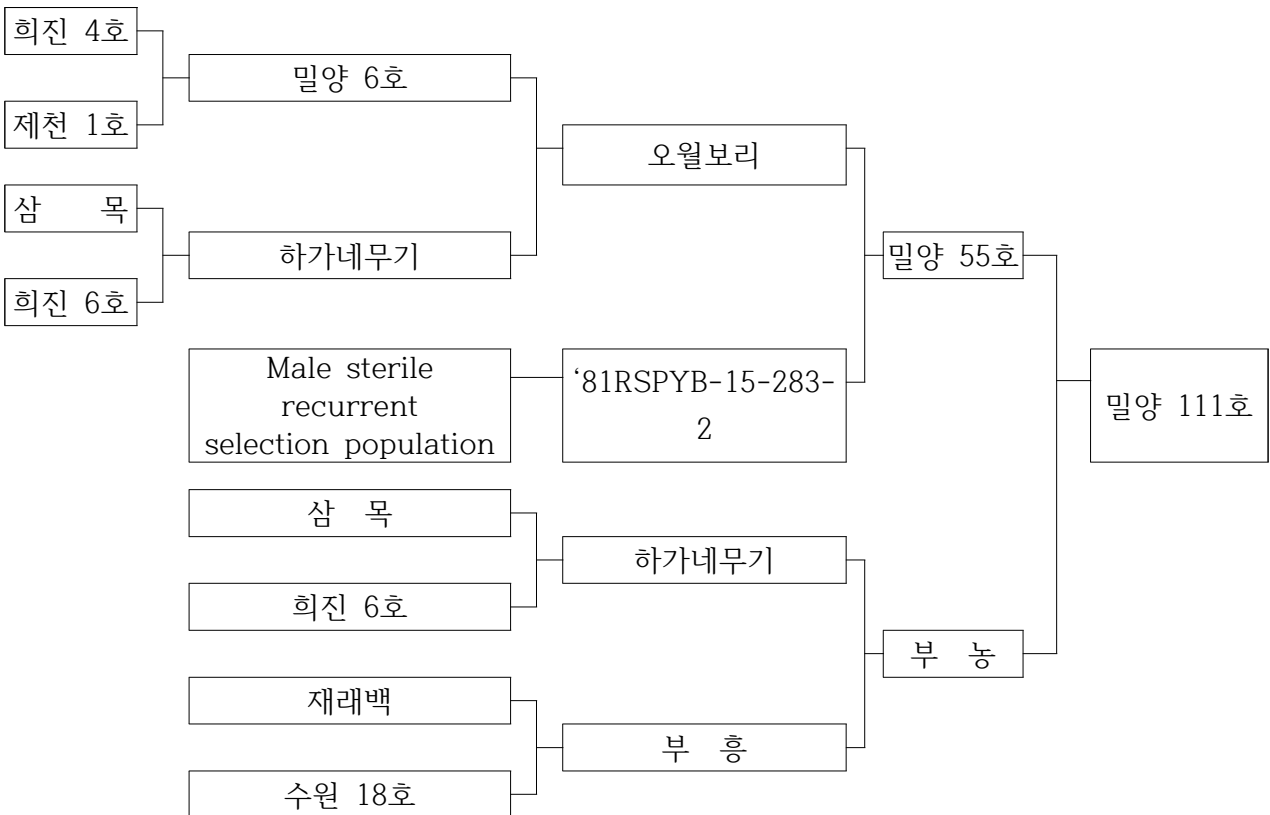 희진 4호
제천 1호
밀양 6호
삼 목
희진 6호
하가네무기
오월보리
Male sterile
recurrent
selection population
‘81RSPYB-15-283-
2
밀양 55호
삼 목
희진 6호
하가네무기
재래백
수원 18호
부 흥
부 농
밀양 111호